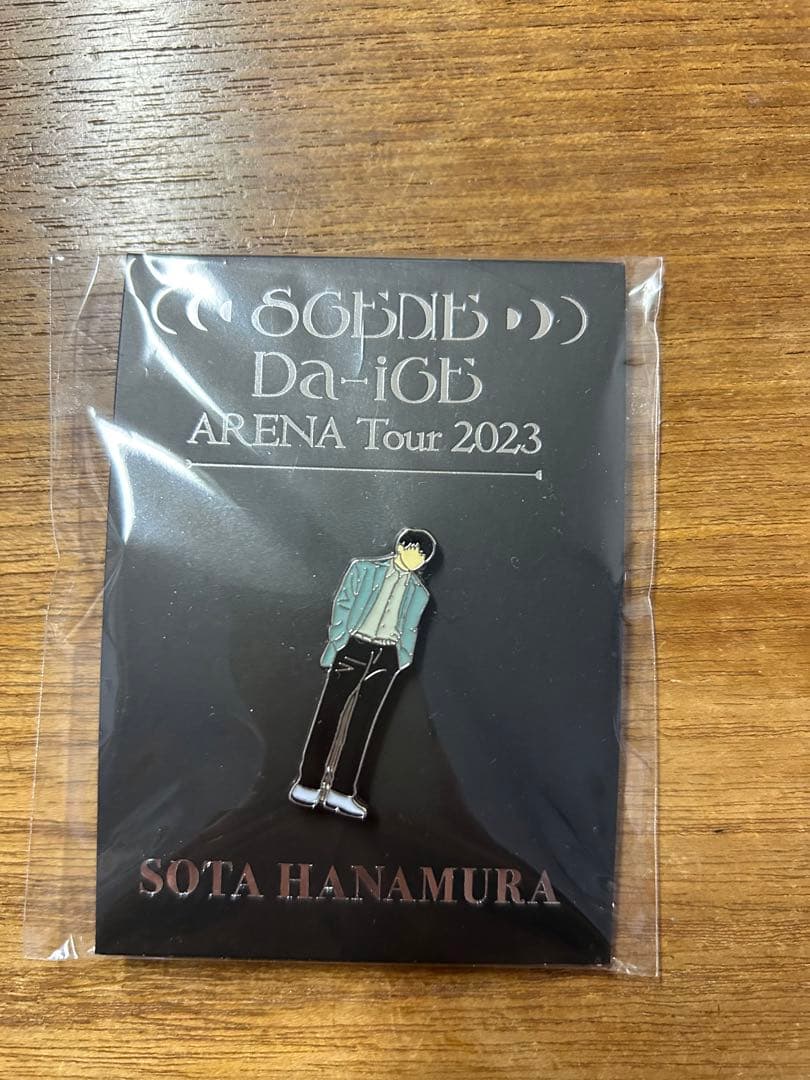 SCENE
Da-iCE
ARENA Tour 2023
SOTA HANAMURA